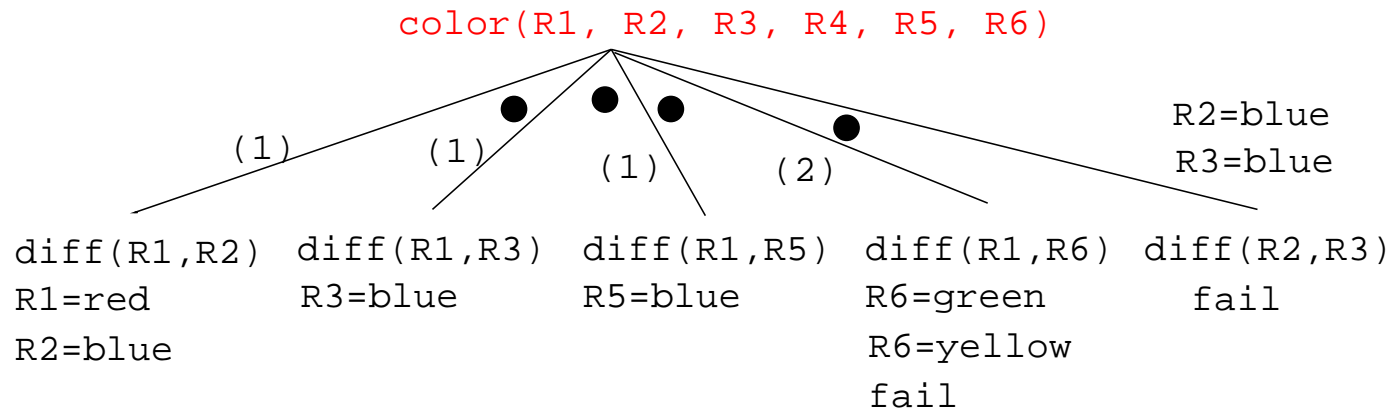 color(R1, R2, R3, R4, R5, R6)
R2=blue
R3=blue
(1)
(1)
(1)
(2)
diff(R1,R2)
R1=red
R2=blue
diff(R1,R3)
R3=blue
diff(R1,R5)
R5=blue
diff(R1,R6)
R6=green
R6=yellow
fail
diff(R2,R3)
fail